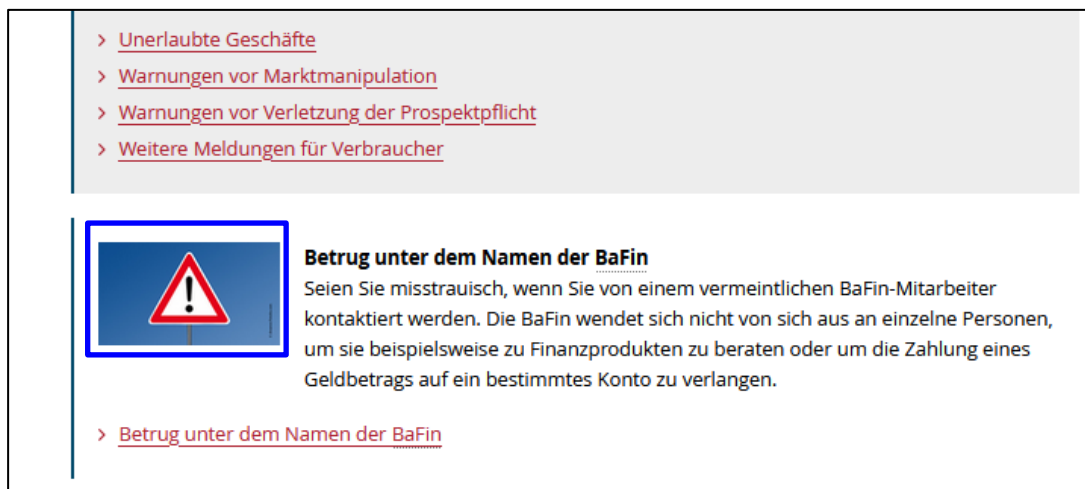 > Unerlaubte Geschäfte
> Warnungen vor Marktmanipulation
> Warnungen vor Verletzung der Prospektpflicht
> Weitere Meldungen für Verbraucher
!
Betrug unter dem Namen der BaFin
Seien Sie misstrauisch, wenn Sie von einem vermeintlichen BaFin-Mitarbeiter
kontaktiert werden. Die BaFin wendet sich nicht von sich aus an einzelne Personen,
um sie beispielsweise zu Finanzprodukten zu beraten oder um die Zahlung eines
Geldbetrags auf ein bestimmtes Konto zu verlangen.
> Betrug unter dem Namen der BaFin